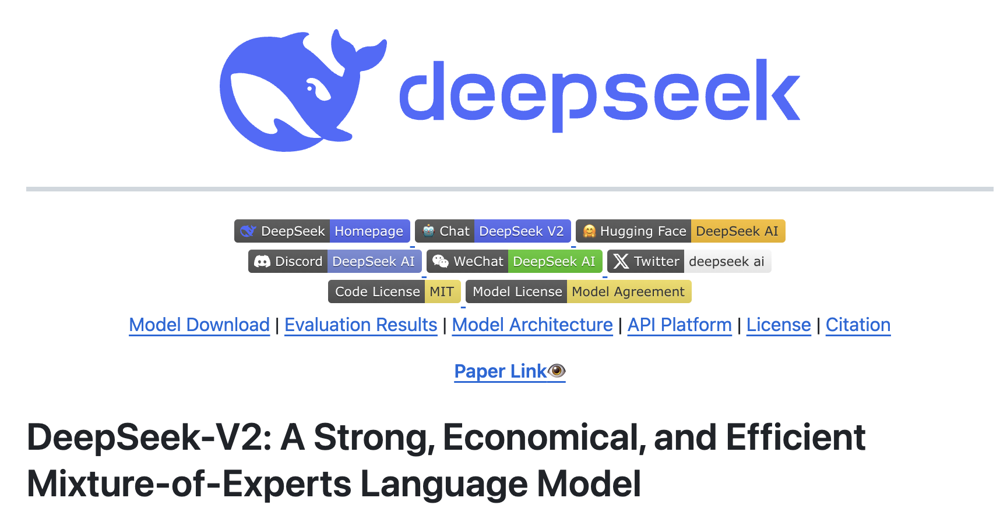 deepseek
DeepSeek Homepage Chat DeepSeek V2 Hugging Face DeepSeek AI
Discord DeepSeek AI WeChat DeepSeek AI Twitter deepseek ai
Code License MIT Model License Model Agreement
Model Download | Evaluation Results | Model Architecture | API Platform | License | Citation
Paper Link👁️
DeepSeek-V2: A Strong, Economical, and Efficient
Mixture-of-Experts Language Model